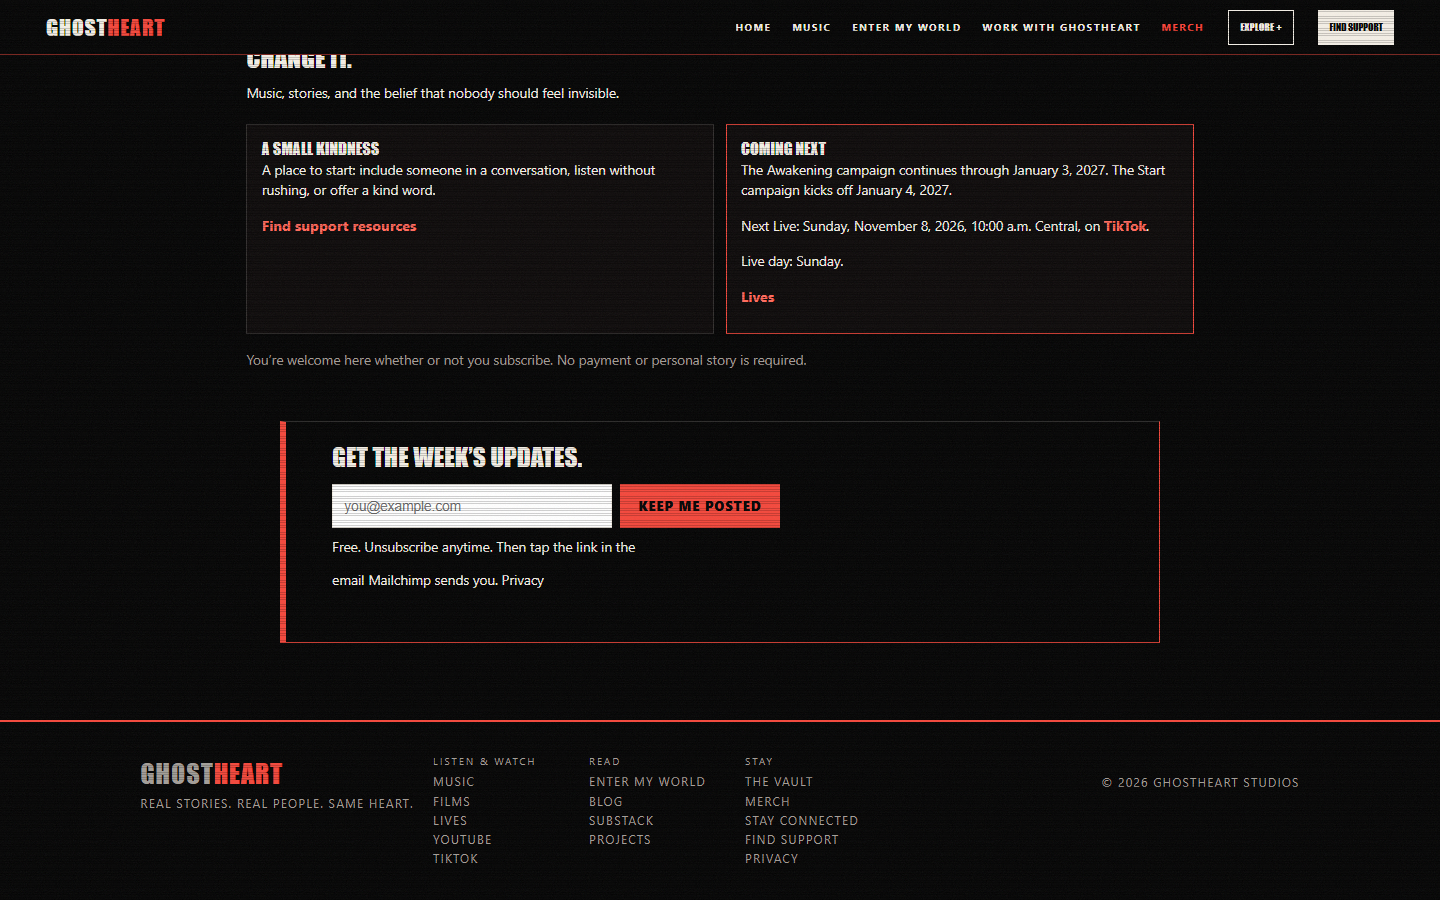 GHOSTHEART
HOME MUSIC ENTER MY WORLD WORK WITH GHOSTHEART MERCH EXPLORE + FIND SUPPORT
CHANGE IT.
Music, stories, and the belief that nobody should feel invisible.
A SMALL KINDNESS
A place to start: include someone in a conversation, listen without
rushing, or offer a kind word.
Find support resources
COMING NEXT
The Awakening campaign continues through January 3, 2027. The Start
campaign kicks off January 4, 2027.
Next Live: Sunday, November 8, 2026, 10:00 a.m. Central, on TikTok.
Live day: Sunday.
Lives
You’re welcome here whether or not you subscribe. No payment or personal story is required.
GET THE WEEK’S UPDATES.
you@example.com
KEEP ME POSTED
Free. Unsubscribe anytime. Then tap the link in the
email Mailchimp sends you. Privacy
GHOSTHEART
REAL STORIES. REAL PEOPLE. SAME HEART.
LISTEN & WATCH
MUSIC
FILMS
LIVES
YOUTUBE
TIKTOK
READ
ENTER MY WORLD
BLOG
SUBSTACK
PROJECTS
STAY
THE VAULT
MERCH
STAY CONNECTED
FIND SUPPORT
PRIVACY
© 2026 GHOSTHEART STUDIOS